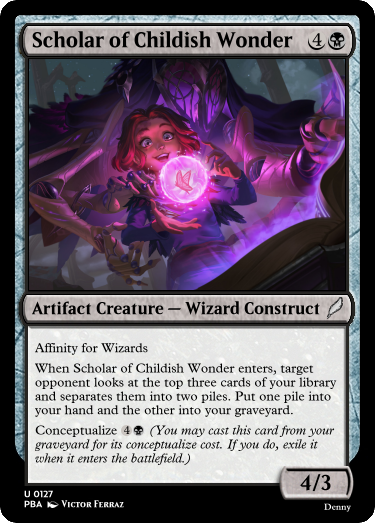 Scholar of Childish Wonder 4
Artifact Creature — Wizard Construct
Affinity for Wizards
When Scholar of Childish Wonder enters, target
opponent looks at the top three cards of your library
and separates them into two piles. Put one pile into
your hand and the other into your graveyard.
Conceptualize 4 (You may cast this card from your
graveyard for its conceptualize cost. If you do, exile it
when it enters the battlefield.)
4/3
U 0127
PBA Victor Ferraz
Denny